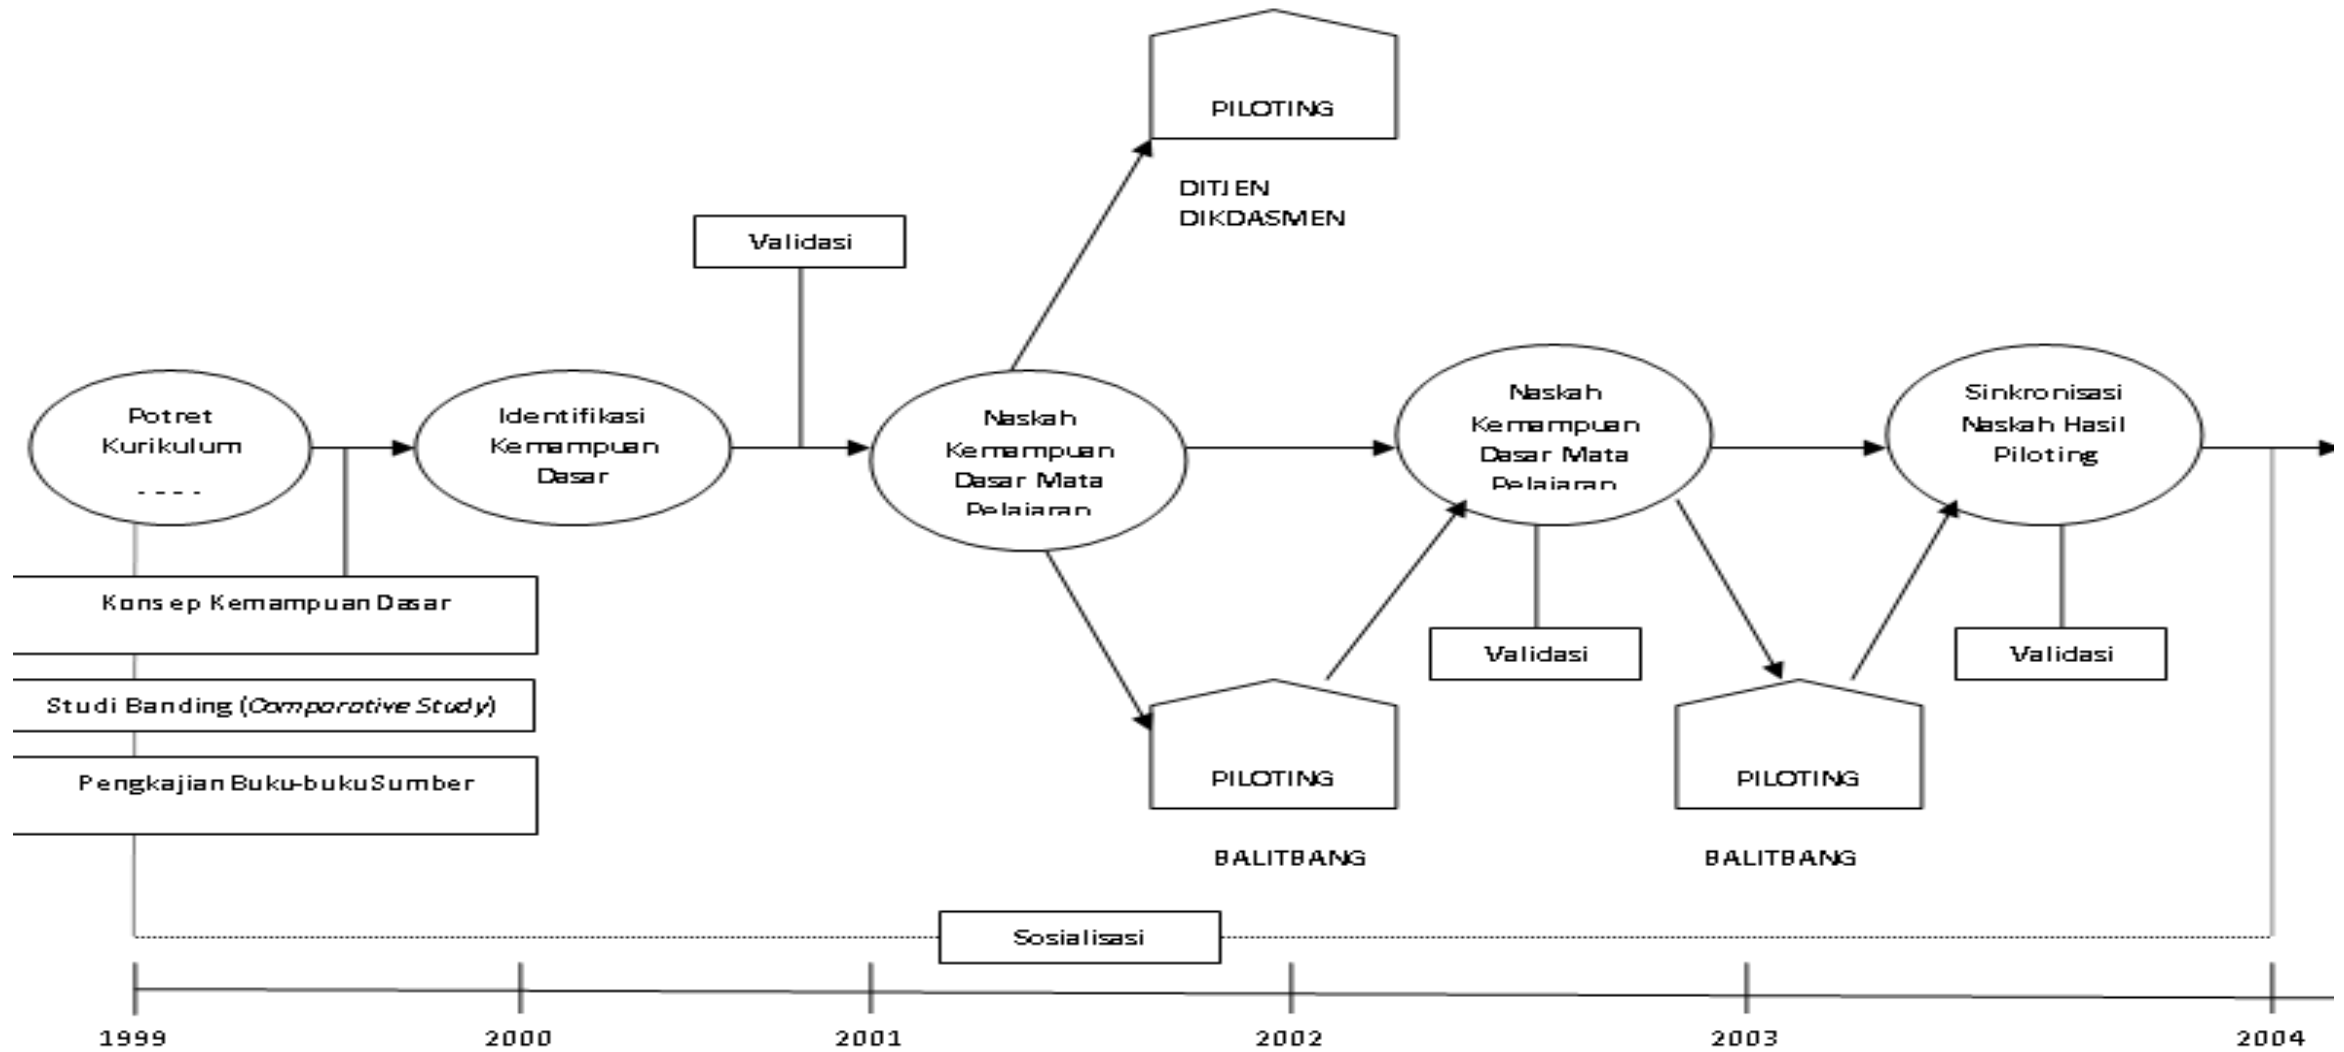 PILOTING
DITJEN
DIKDASMEN
Validasi
Potret
Kurikulum
Identifikasi
Kemampuan
Dasar
Naskah
Kemampuan
Dasar Mata
Pelajaran
Naskah
Kemampuan
Dasar Mata
Pelajaran
Sinkronisasi
Naskah Hasil
Piloting
Konsep Kemampuan Dasar
Studi Banding (Comparative Study)
Pengkajian Buku-buku Sumber
Validasi
Validasi
PILOTING
PILOTING
BALITBANG
BALITBANG
Sosialisasi
1999 2000 2001 2002 2003 2004